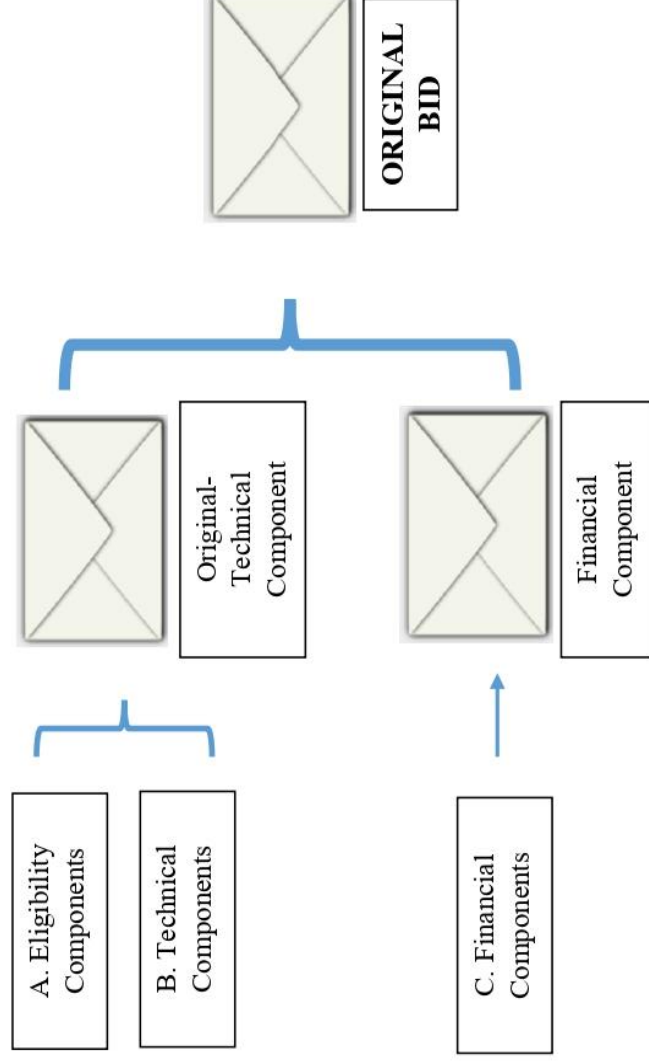 A. Eligibility
Components
B. Technical
Components
Original-
Technical
Component
C. Financial
Components
Financial
Component
ORIGINAL
BID